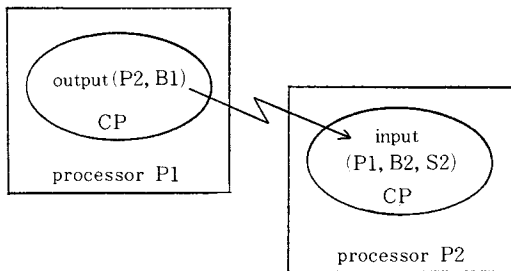 output(P2, B1)
CP
processor P1
input
(P1, B2, S2)
CP
processor P2